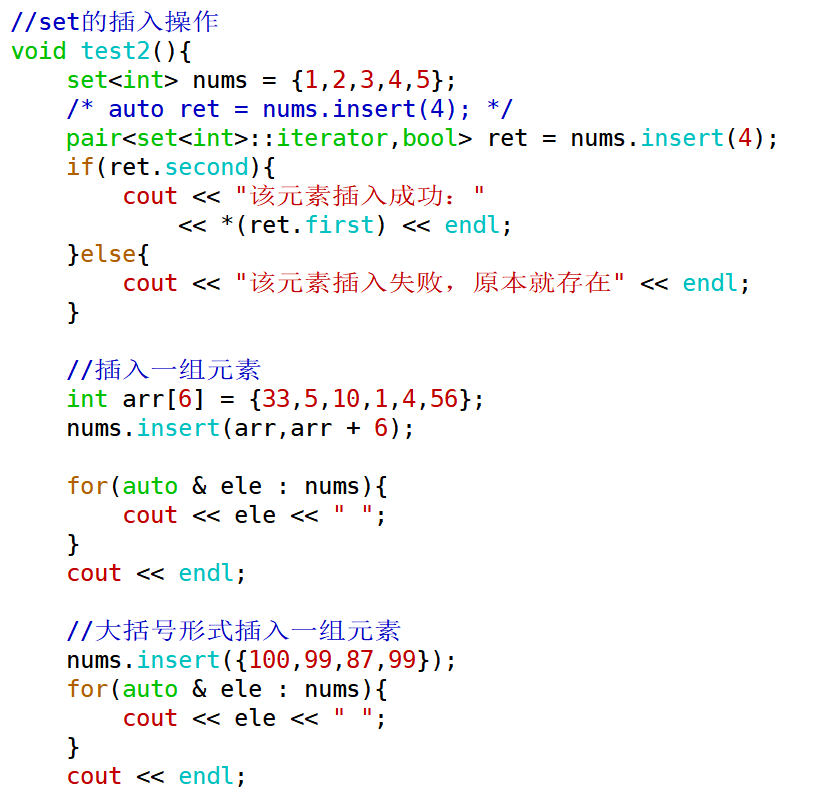 //set的插入操作
void test2(){
    set<int> nums = {1,2,3,4,5};
    /* auto ret = nums.insert(4); */
    pair<set<int>::iterator,bool> ret = nums.insert(4);
    if(ret.second){
        cout << "该元素插入成功："
            << *(ret.first) << endl;
    }else{
        cout << "该元素插入失败，原本就存在" << endl;
    }

    //插入一组元素
    int arr[6] = {33,5,10,1,4,56};
    nums.insert(arr,arr + 6);

    for(auto & ele : nums){
        cout << ele << " ";
    }
    cout << endl;

    //大括号形式插入一组元素
    nums.insert({100,99,87,99});
    for(auto & ele : nums){
        cout << ele << " ";
    }
    cout << endl;